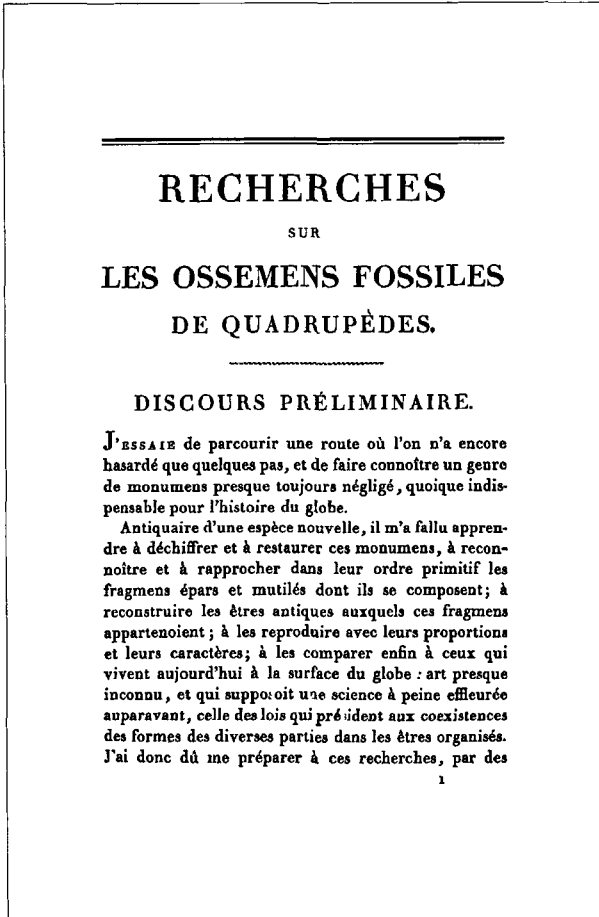 RECHERCHES
SUR
LES OSSEMENS FOSSILES
DE QUADRUPÈDES.
DISCOURS PRÉLIMINAIRE.
J'ESSAIE de parcourir une route où l'on n'a encore
hasardé que quelques pas, et de faire connoître un genre
de monumens presque toujours négligé, quoique indis-
pensable pour l'histoire du globe.
Antiquaire d'une espèce nouvelle, il m'a fallu appren-
dre à déchiffrer et à restaurer ces monumens, à recon-
noître et à rapprocher dans leur ordre primitif les
fragmens épars et mutilés dont ils se composent; à
reconstruire les êtres antiques auxquels ces fragmens
appartenoient; à les reproduire avec leurs proportions
et leurs caractères; à les comparer enfin à ceux qui
vivent aujourd'hui à la surface du globe : art presque
inconnu, et qui supposoit une science à peine effleurée
auparavant, celle des lois qui président aux coexistences
des formes des diverses parties dans les êtres organisés.
J'ai donc dû me préparer à ces recherches, par des
1